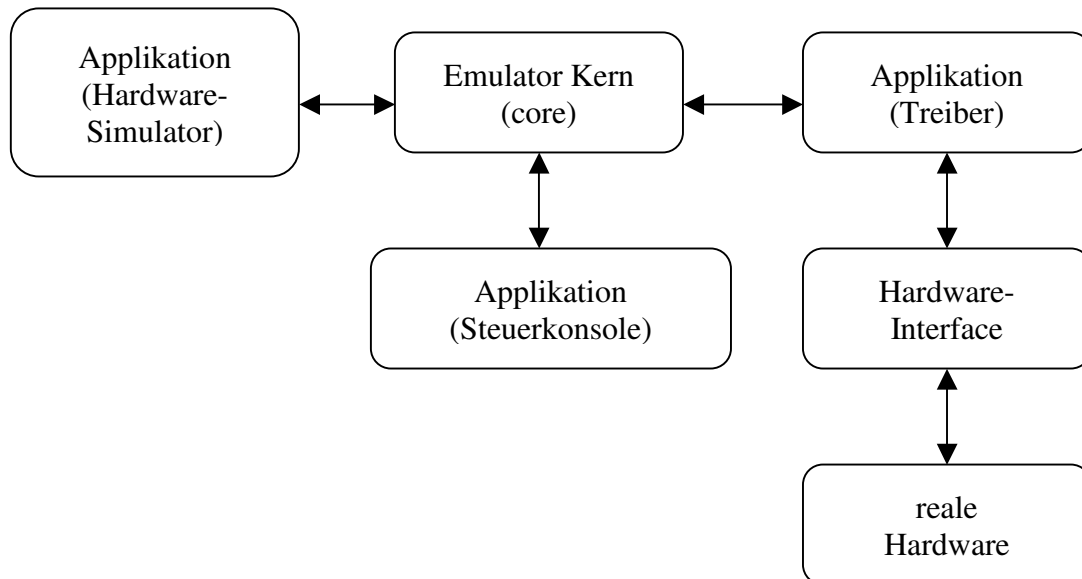 Applikation
(Hardware-
Simulator)
Emulator Kern
(core)
Applikation
(Treiber)
Applikation
(Steuerkonsole)
Hardware-
Interface
reale
Hardware